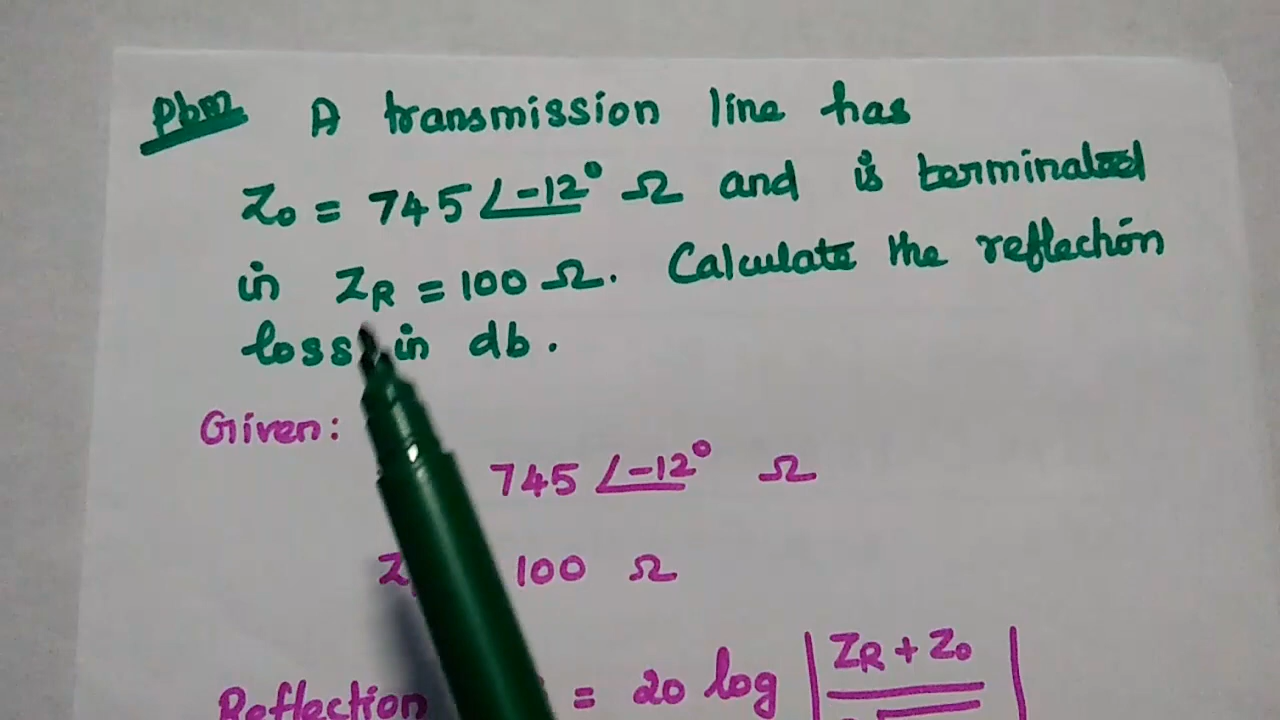 Pbm A transmission line has
Z₀ = 745 ∠-12° Ω and is terminated
in Z_R = 100 Ω. Calculate the reflection
loss in db.
Given:
745 ∠-12° Ω
Z 100 Ω
Reflection = 20 log | Z_R + Z₀ |